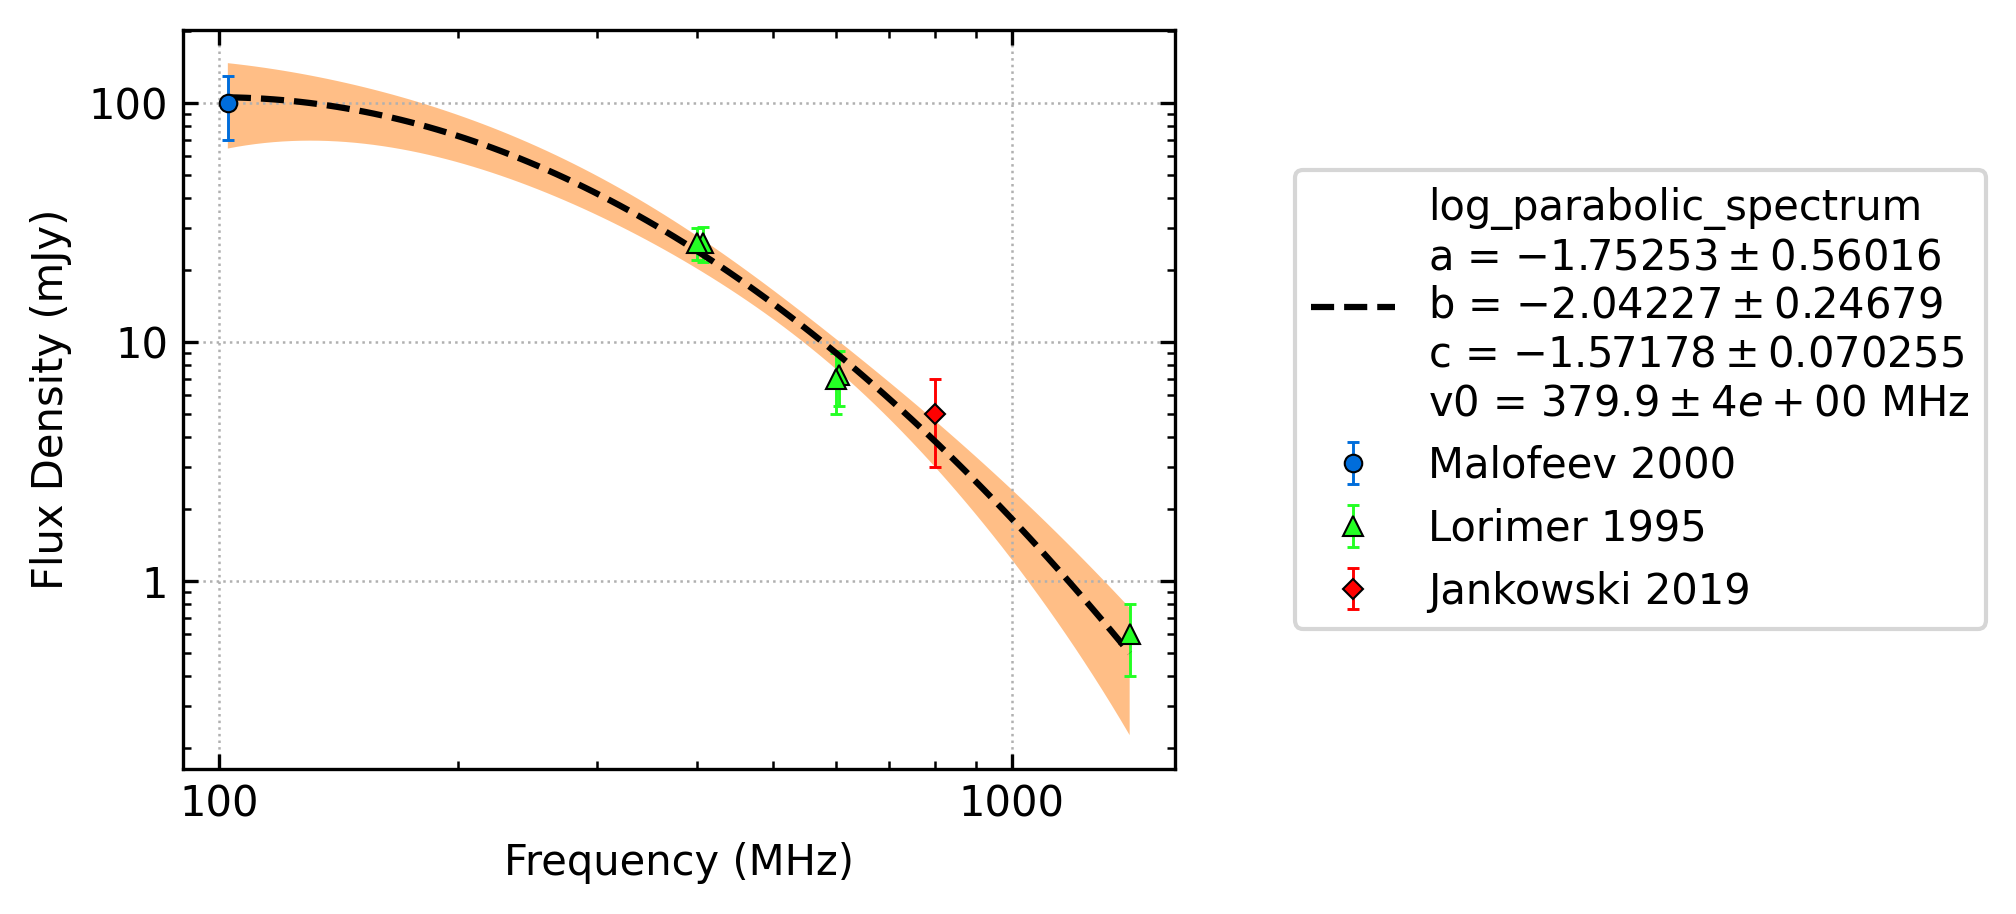 100
10
1
Flux Density (mJy)
100
1000
Frequency (MHz)
log_parabolic_spectrum
a = −1.75253 ± 0.56016
b = −2.04227 ± 0.24679
c = −1.57178 ± 0.070255
v0 = 379.9 ± 4e + 00 MHz
Malofeev 2000
Lorimer 1995
Jankowski 2019